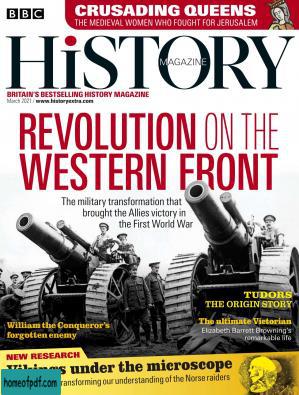 BBC
CRUSADING QUEENS
THE MEDIEVAL WOMEN WHO FOUGHT FOR JERUSALEM
HiSTORY
MAGAZINE
BRITAIN'S BESTSELLING HISTORY MAGAZINE
March 2021 / www.historyextra.com
REVOLUTION ON THE
WESTERN FRONT
The military transformation that
brought the Allies victory in
the First World War
TUDORS
THE ORIGIN STORY
William the Conqueror's
forgotten enemy
The ultimate Victorian
Elizabeth Barrett Browning's
remarkable life
NEW RESEARCH
Vikings under the microscope
transforming our understanding of the Norse raiders
homeofpdf.com